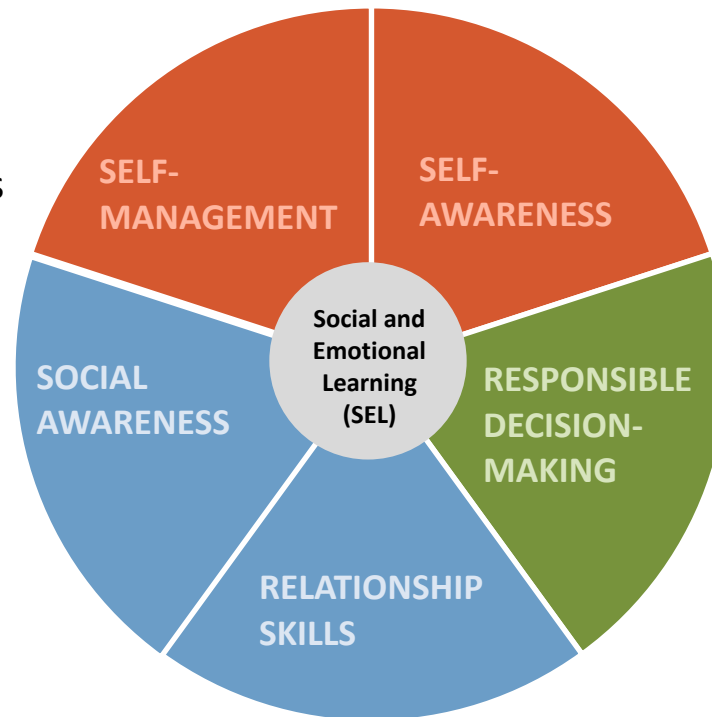 SELF-
MANAGEMENT
SELF-
AWARENESS
Social and
Emotional
Learning
(SEL)
SOCIAL
AWARENESS
RESPONSIBLE
DECISION-
MAKING
RELATIONSHIP
SKILLS